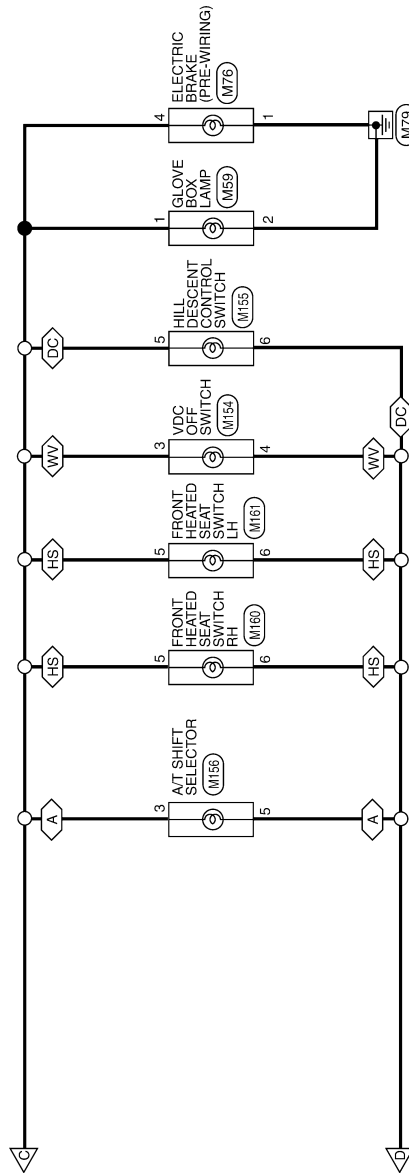 C
A
HS
HS
WV
DC
A/T SHIFT
SELECTOR
M156
3
5
FRONT
HEATED
SEAT
SWITCH
RH
M160
5
6
FRONT
HEATED
SEAT
SWITCH
LH
M161
5
6
VDC
OFF
SWITCH
M154
3
4
HILL
DESCENT
CONTROL
SWITCH
M155
5
6
GLOVE
BOX
LAMP
M59
1
2
ELECTRIC
BRAKE
(PRE-WIRING)
M76
4
1
D
A
HS
HS
WV
DC
M79